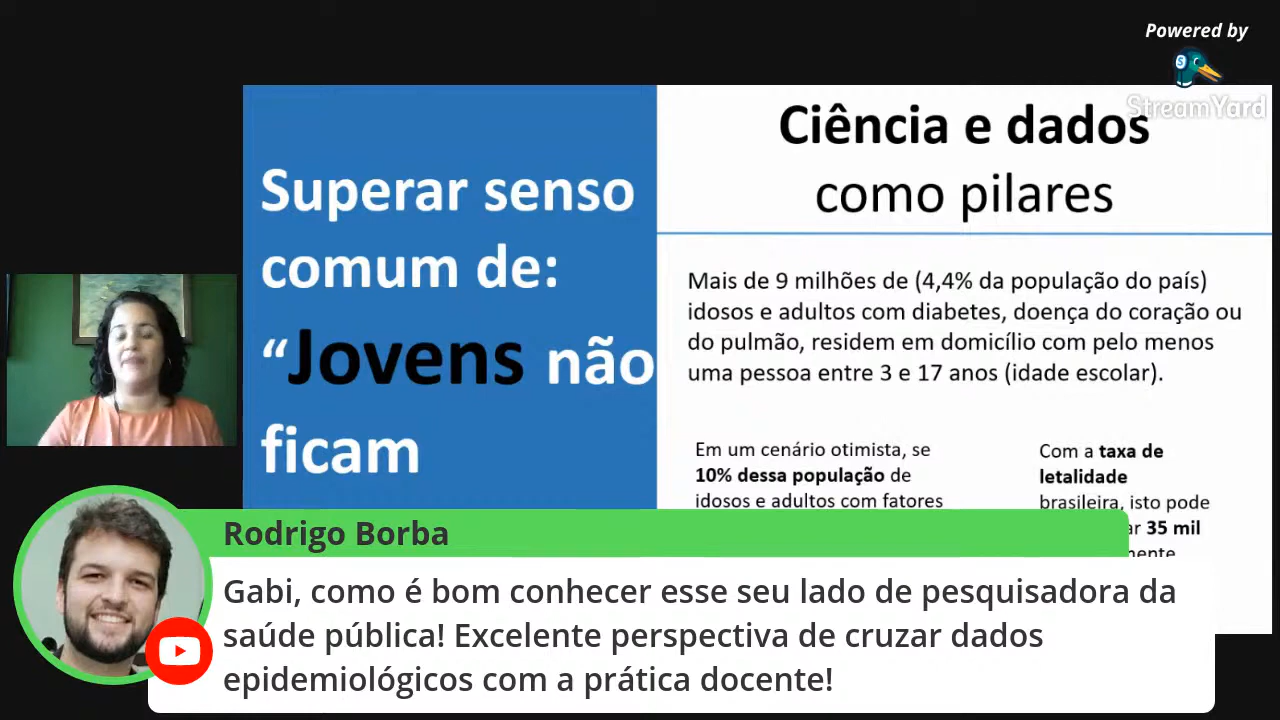 Powered by
StreamYard
Superar senso
comum de:
“Jovens não
ficam
Ciência e dados
como pilares
Mais de 9 milhões de (4,4% da população do país)
idosos e adultos com diabetes, doença do coração ou
do pulmão, residem em domicílio com pelo menos
uma pessoa entre 3 e 17 anos (idade escolar).
Em um cenário otimista, se
10% dessa população de
idosos e adultos com fatores
Com a taxa de
letalidade
brasileira, isto pode
35 mil
Rodrigo Borba
Gabi, como é bom conhecer esse seu lado de pesquisadora da
saúde pública! Excelente perspectiva de cruzar dados
epidemiológicos com a prática docente!